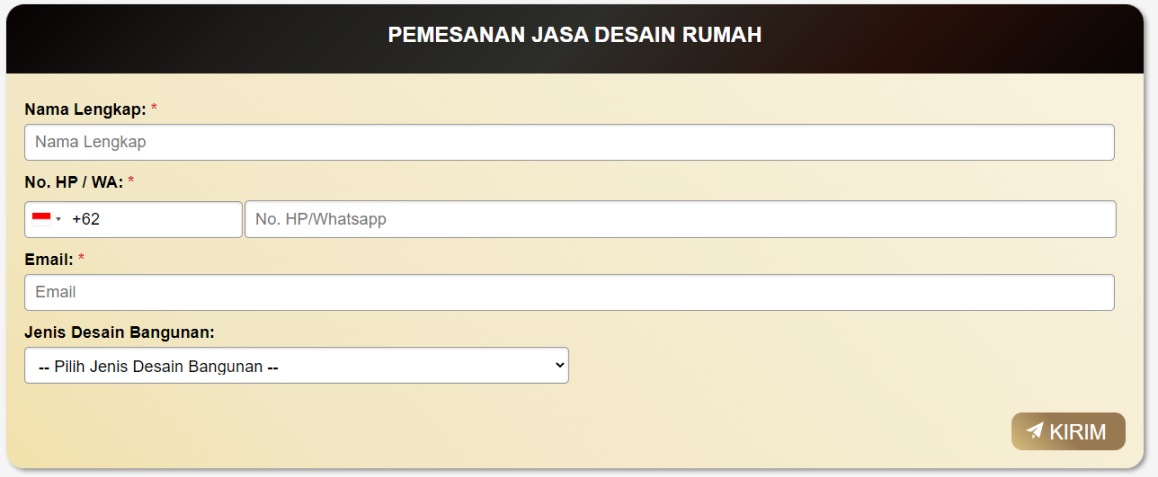 PEMESANAN JASA DESAIN RUMAH
Nama Lengkap: *
Nama Lengkap
No. HP / WA: *
+62 No. HP/Whatsapp
Email: *
Email
Jenis Desain Bangunan:
-- Pilih Jenis Desain Bangunan --
KIRIM